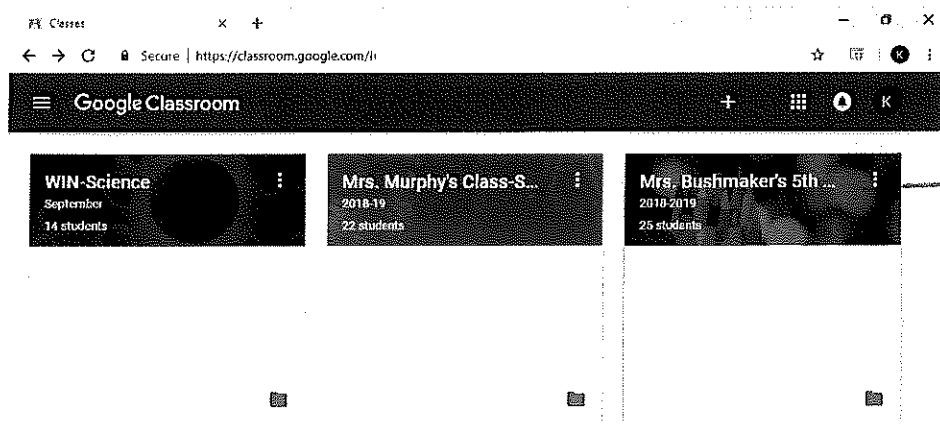 Classes
Secure | https://classroom.google.com/
K
Google Classroom
K
WIN-Science
September
14 students
Mrs. Murphy's Class-S...
2018-19
22 students
Mrs. Bushmaker's 5th ...
2018-2019
25 students